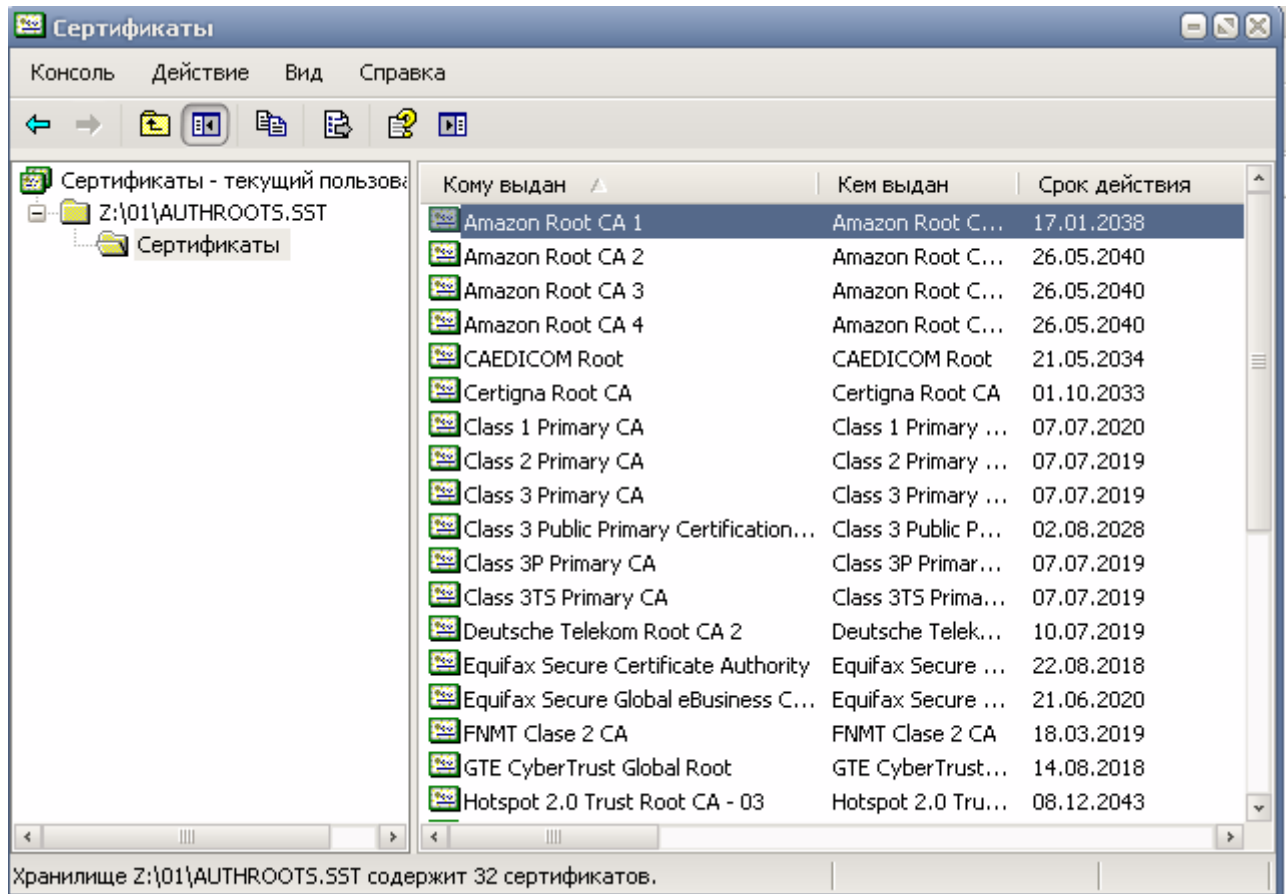 Сертификаты
Консоль Действие Вид Справка
Сертификаты - текущий пользова
Z:\01\AUTHROOTS.SST
Сертификаты
Кому выдан Кем выдан Срок действия
Amazon Root CA 1 Amazon Root C... 17.01.2038
Amazon Root CA 2 Amazon Root C... 26.05.2040
Amazon Root CA 3 Amazon Root C... 26.05.2040
Amazon Root CA 4 Amazon Root C... 26.05.2040
CAEDICOM Root CAEDICOM Root 21.05.2034
Certigna Root CA Certigna Root CA 01.10.2033
Class 1 Primary CA Class 1 Primary ... 07.07.2020
Class 2 Primary CA Class 2 Primary ... 07.07.2019
Class 3 Primary CA Class 3 Primary ... 07.07.2019
Class 3 Public Primary Certification... Class 3 Public P... 02.08.2028
Class 3P Primary CA Class 3P Primar... 07.07.2019
Class 3TS Primary CA Class 3TS Prima... 07.07.2019
Deutsche Telekom Root CA 2 Deutsche Telek... 10.07.2019
Equifax Secure Certificate Authority Equifax Secure ... 22.08.2018
Equifax Secure Global eBusiness C... Equifax Secure ... 21.06.2020
FNMT Clase 2 CA FNMT Clase 2 CA 18.03.2019
GTE CyberTrust Global Root GTE CyberTrust... 14.08.2018
Hotspot 2.0 Trust Root CA - 03 Hotspot 2.0 Tru... 08.12.2043
Хранилище Z:\01\AUTHROOTS.SST содержит 32 сертификатов.